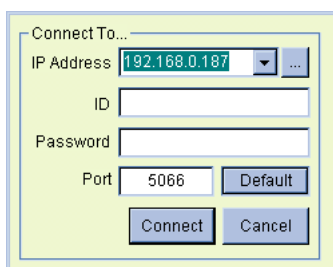 Connect To...
IP Address 192.168.0.187 ...
ID
Password
Port 5066 Default
Connect Cancel